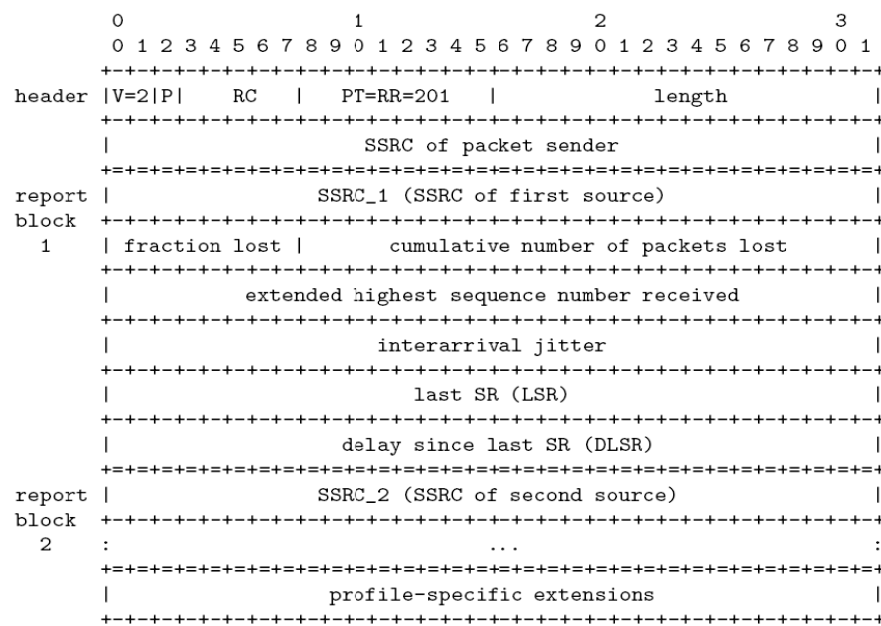 0                   1                   2                   3
        0 1 2 3 4 5 6 7 8 9 0 1 2 3 4 5 6 7 8 9 0 1 2 3 4 5 6 7 8 9 0 1
       +-+-+-+-+-+-+-+-+-+-+-+-+-+-+-+-+-+-+-+-+-+-+-+-+-+-+-+-+-+-+-+-+
header |V=2|P|    RC   |   PT=RR=201   |             length            |
       +-+-+-+-+-+-+-+-+-+-+-+-+-+-+-+-+-+-+-+-+-+-+-+-+-+-+-+-+-+-+-+-+
       |                     SSRC of packet sender                     |
       +=+=+=+=+=+=+=+=+=+=+=+=+=+=+=+=+=+=+=+=+=+=+=+=+=+=+=+=+=+=+=+=+
report |                 SSRC_1 (SSRC of first source)                 |
block  +-+-+-+-+-+-+-+-+-+-+-+-+-+-+-+-+-+-+-+-+-+-+-+-+-+-+-+-+-+-+-+-+
  1    | fraction lost |       cumulative number of packets lost       |
       +-+-+-+-+-+-+-+-+-+-+-+-+-+-+-+-+-+-+-+-+-+-+-+-+-+-+-+-+-+-+-+-+
       |           extended highest sequence number received           |
       +-+-+-+-+-+-+-+-+-+-+-+-+-+-+-+-+-+-+-+-+-+-+-+-+-+-+-+-+-+-+-+-+
       |                      interarrival jitter                      |
       +-+-+-+-+-+-+-+-+-+-+-+-+-+-+-+-+-+-+-+-+-+-+-+-+-+-+-+-+-+-+-+-+
       |                         last SR (LSR)                         |
       +-+-+-+-+-+-+-+-+-+-+-+-+-+-+-+-+-+-+-+-+-+-+-+-+-+-+-+-+-+-+-+-+
       |                   delay since last SR (DLSR)                  |
       +=+=+=+=+=+=+=+=+=+=+=+=+=+=+=+=+=+=+=+=+=+=+=+=+=+=+=+=+=+=+=+=+
report |                 SSRC_2 (SSRC of second source)                |
block  +-+-+-+-+-+-+-+-+-+-+-+-+-+-+-+-+-+-+-+-+-+-+-+-+-+-+-+-+-+-+-+-+
  2    :                               ...                             :
       +=+=+=+=+=+=+=+=+=+=+=+=+=+=+=+=+=+=+=+=+=+=+=+=+=+=+=+=+=+=+=+=+
       |                  profile-specific extensions                  |
       +-+-+-+-+-+-+-+-+-+-+-+-+-+-+-+-+-+-+-+-+-+-+-+-+-+-+-+-+-+-+-+-+